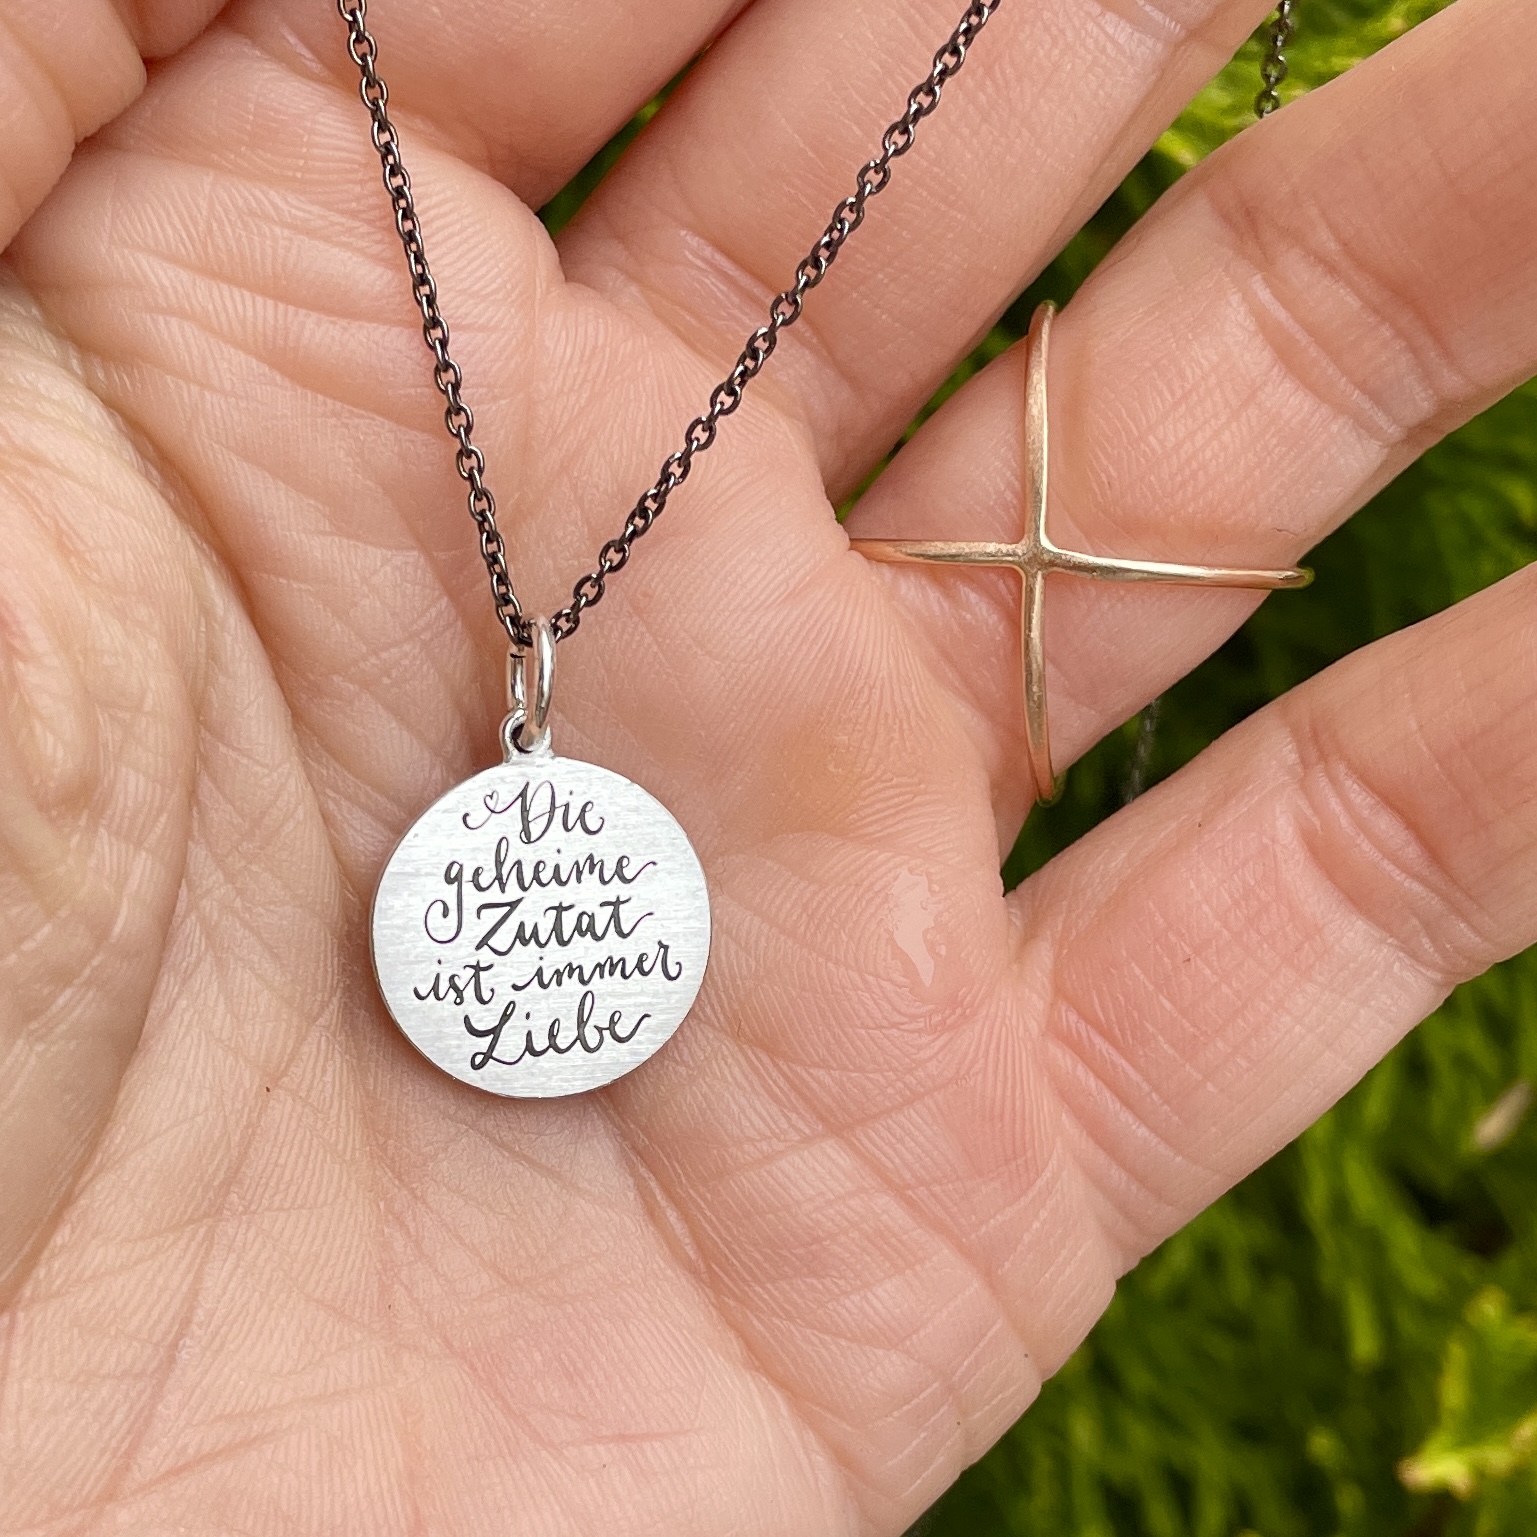 Die
geheime
Zutat
ist immer
Liebe